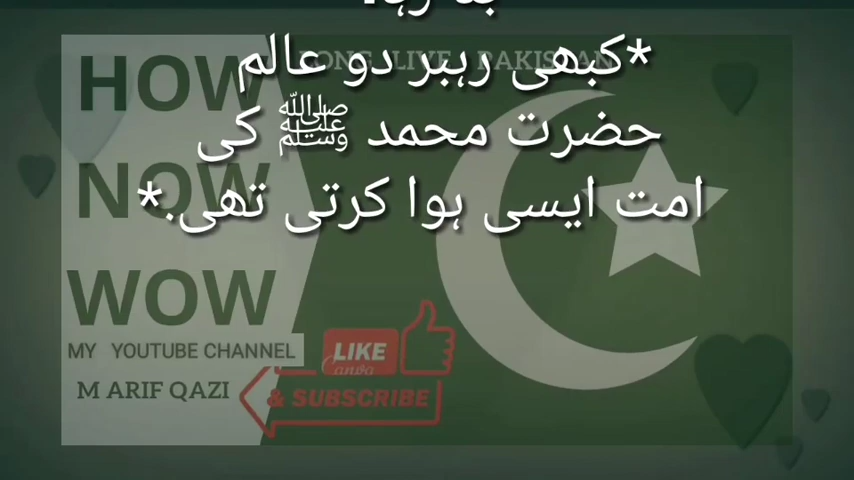 *کبھی رہبر دو عالم
حضرت محمد ﷺ کی
امت ایسی ہوا کرتی تھی.*
LONG LIVE PAKISTAN
HOW
NOW
WOW
MY YOUTUBE CHANNEL
M ARIF QAZI
LIKE
Canva
& SUBSCRIBE